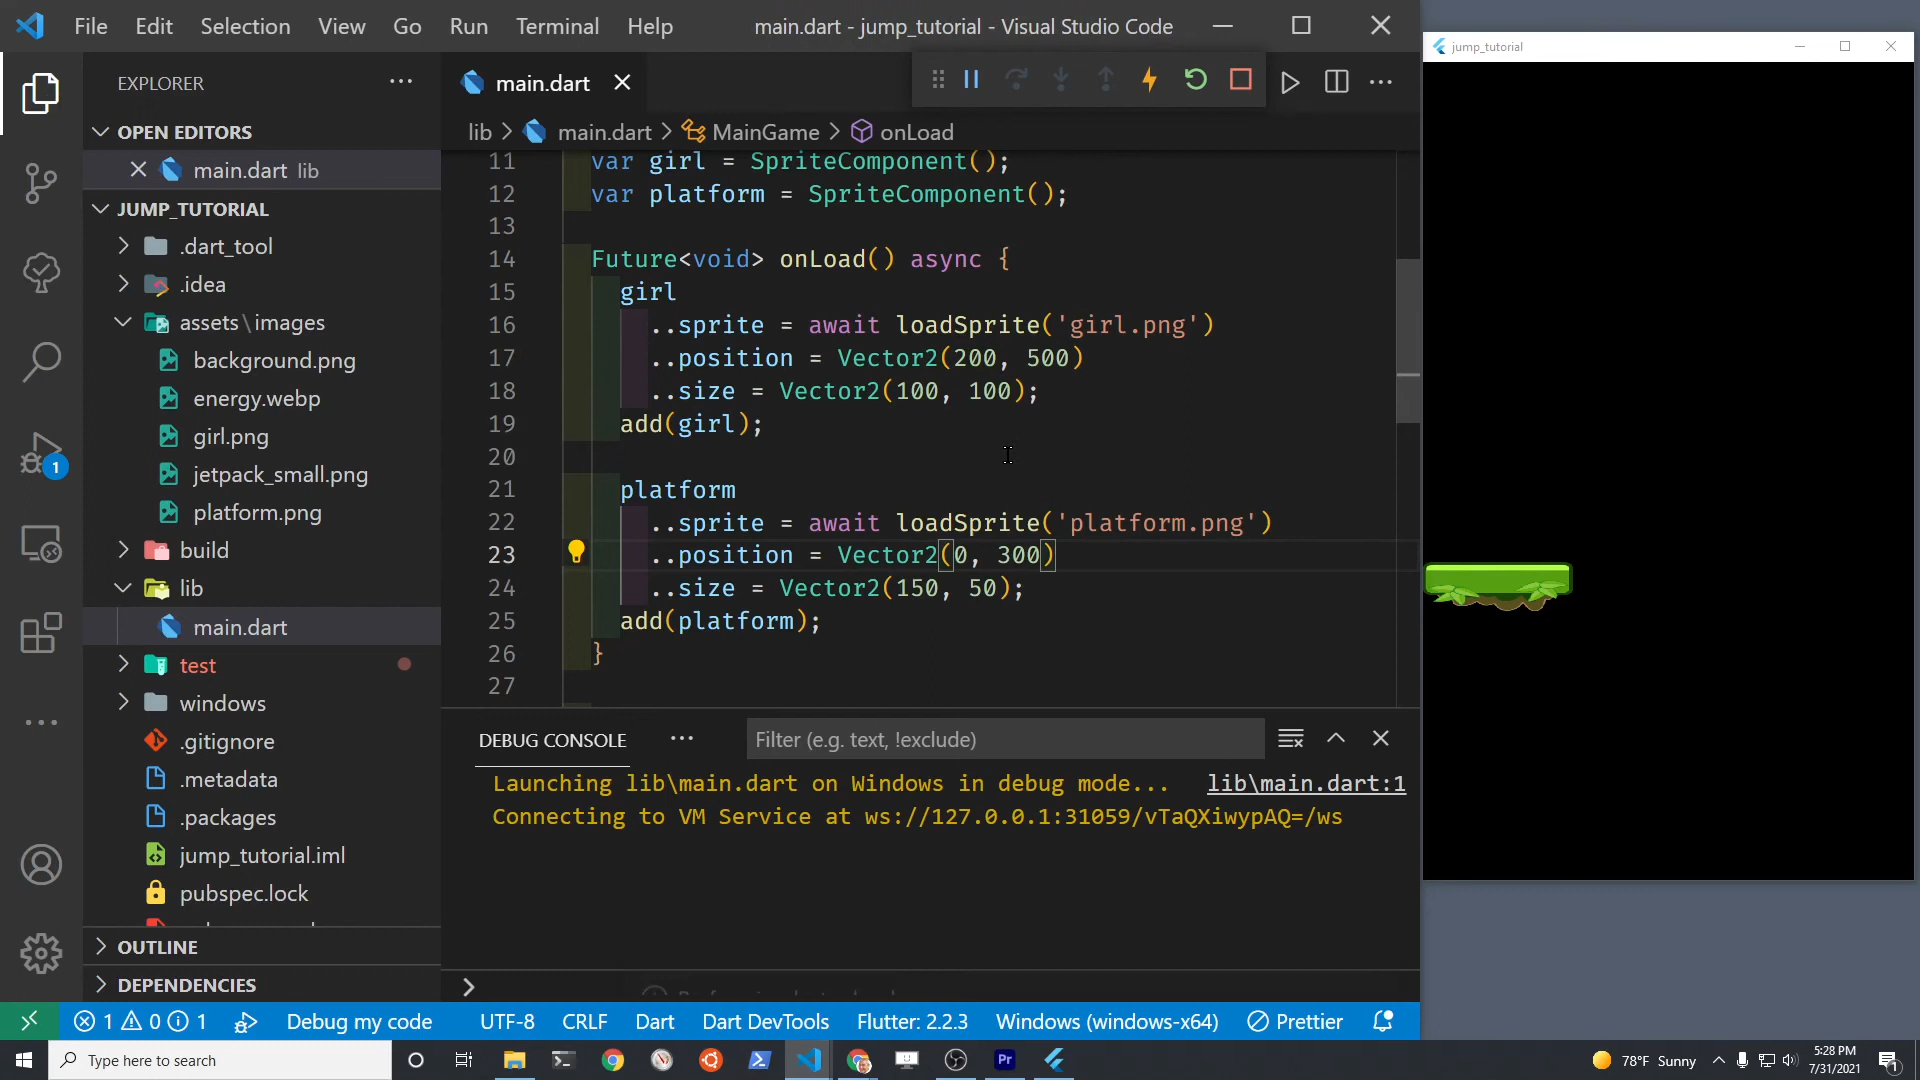 File Edit Selection View Go Run Terminal Help main.dart - jump_tutorial - Visual Studio Code
jump_tutorial
EXPLORER
main.dart
OPEN EDITORS
lib main.dart MainGame onLoad
main.dart lib
JUMP_TUTORIAL
.dart_tool
.idea
assets\images
background.png
energy.webp
girl.png
jetpack_small.png
platform.png
build
lib
main.dart
test
windows
.gitignore
.metadata
.packages
jump_tutorial.iml
pubspec.lock
OUTLINE
DEPENDENCIES
1
11 var girl = SpriteComponent();
12 var platform = SpriteComponent();
13
14 Future<void> onLoad() async {
15 girl
16 ..sprite = await loadSprite('girl.png')
17 ..position = Vector2(200, 500)
18 ..size = Vector2(100, 100);
19 add(girl);
20
21 platform
22 ..sprite = await loadSprite('platform.png')
23 ..position = Vector2(0, 300)
24 ..size = Vector2(150, 50);
25 add(platform);
26 }
27
DEBUG CONSOLE Filter (e.g. text, !exclude)
Launching lib\main.dart on Windows in debug mode... lib\main.dart:1
Connecting to VM Service at ws://127.0.0.1:31059/vTaQXiwypAQ=/ws
1 0 1 Debug my code UTF-8 CRLF Dart Dart DevTools Flutter: 2.2.3 Windows (windows-x64) Prettier
Type here to search Pr 78°F Sunny 5:28 PM
7/31/2021 1